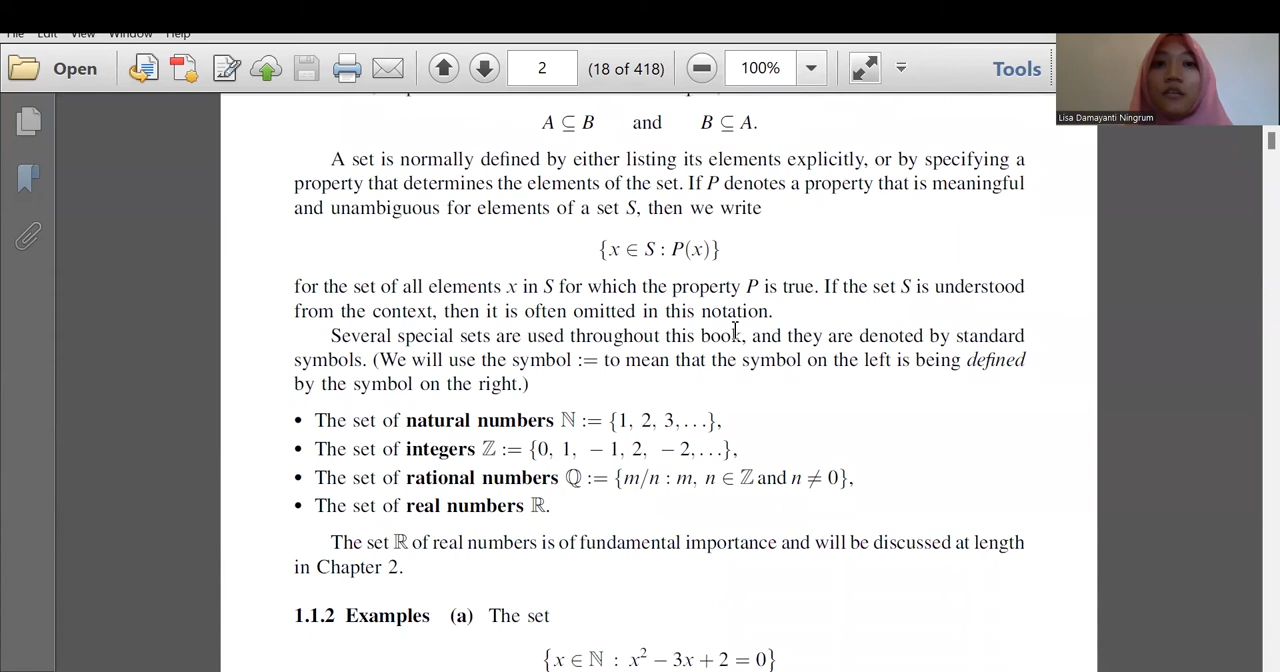 File Edit View Window Help
Open
2
(18 of 418)
100%
Tools
Lisa Damayanti Ningrum
A ⊆ B and B ⊆ A.
A set is normally defined by either listing its elements explicitly, or by specifying a
property that determines the elements of the set. If P denotes a property that is meaningful
and unambiguous for elements of a set S, then we write
{x ∈ S : P(x)}
for the set of all elements x in S for which the property P is true. If the set S is understood
from the context, then it is often omitted in this notation.
Several special sets are used throughout this book, and they are denoted by standard
symbols. (We will use the symbol := to mean that the symbol on the left is being defined
by the symbol on the right.)
• The set of natural numbers ℕ := {1, 2, 3, . . .},
• The set of integers ℤ := {0, 1, −1, 2, −2, . . .},
• The set of rational numbers ℚ := {m/n : m, n ∈ ℤ and n ≠ 0},
• The set of real numbers ℝ.
The set ℝ of real numbers is of fundamental importance and will be discussed at length
in Chapter 2.
1.1.2 Examples (a) The set
{x ∈ ℕ : x² − 3x + 2 = 0}